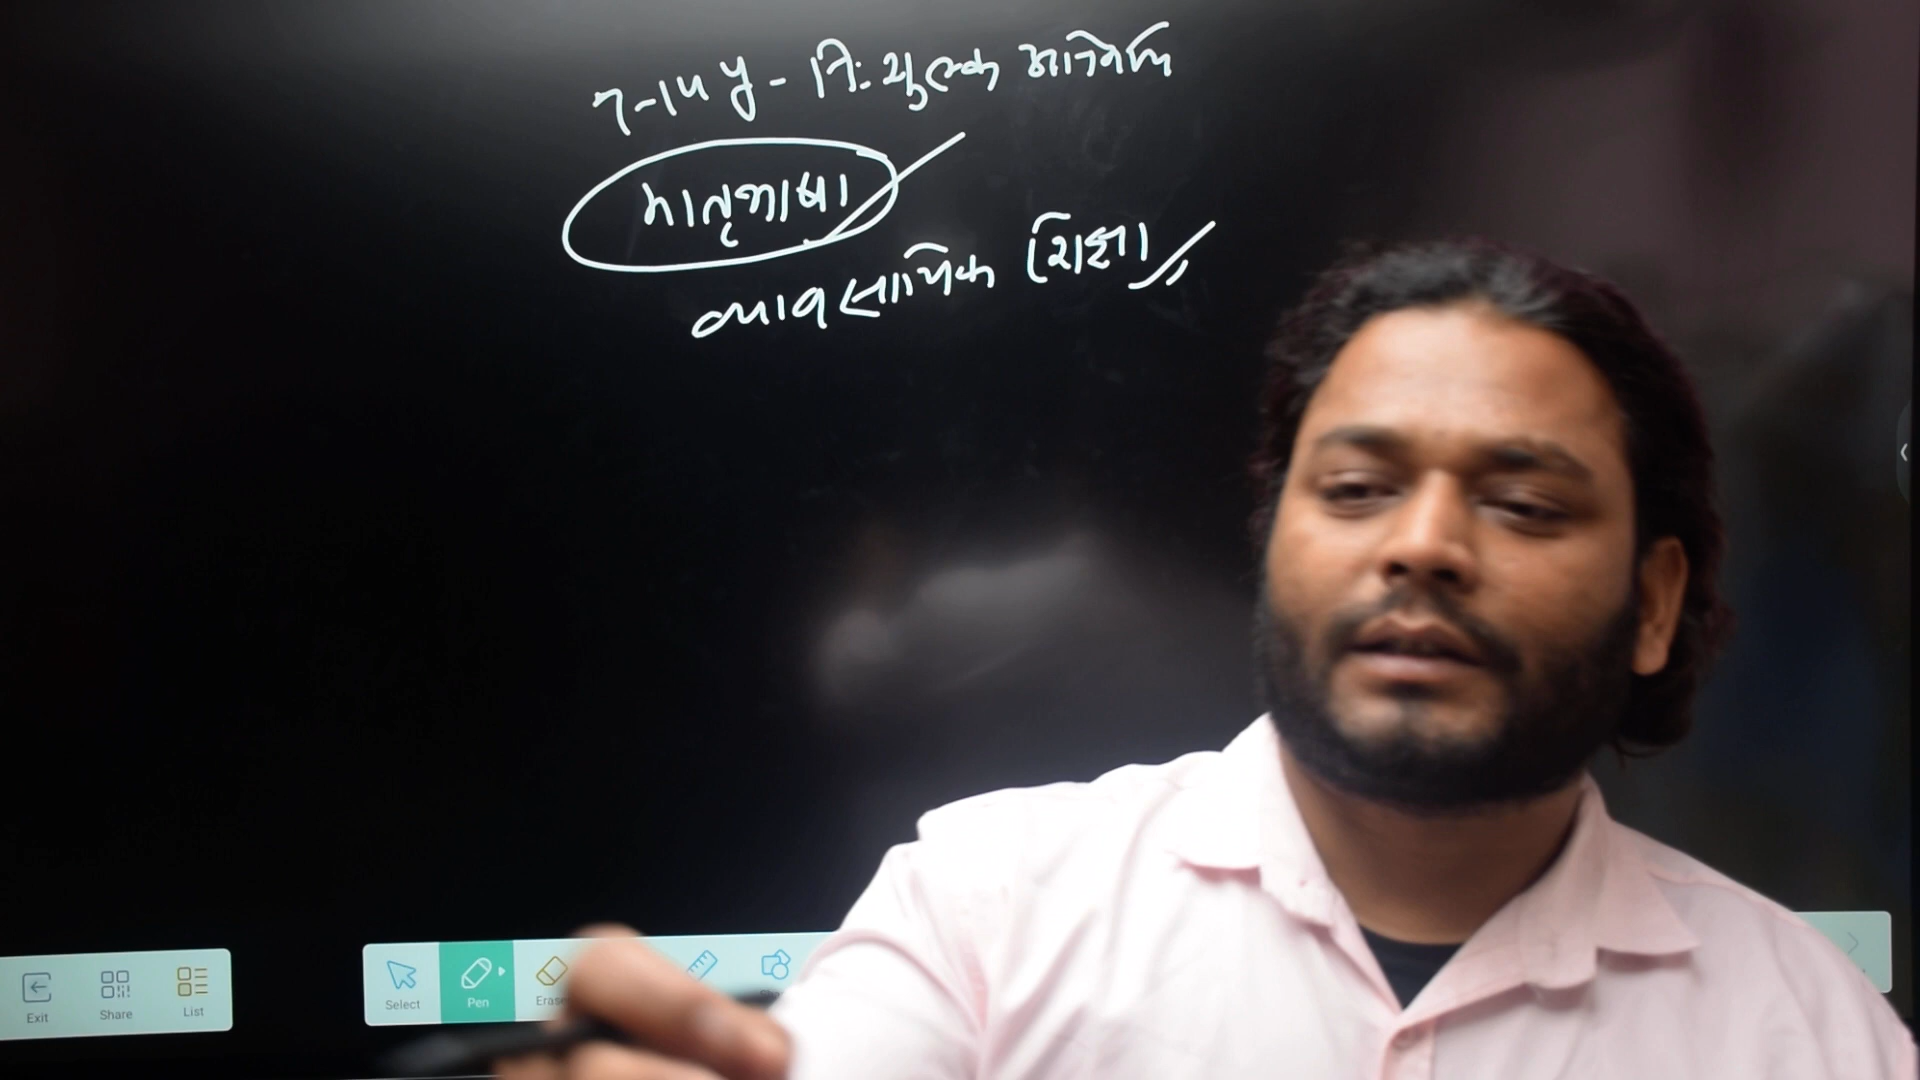 7-14 पु - नि:शुल्क अनिवार्य
मातृभाषा
व्यावसायिक शिक्षा
Exit
Share
List
Select
Pen